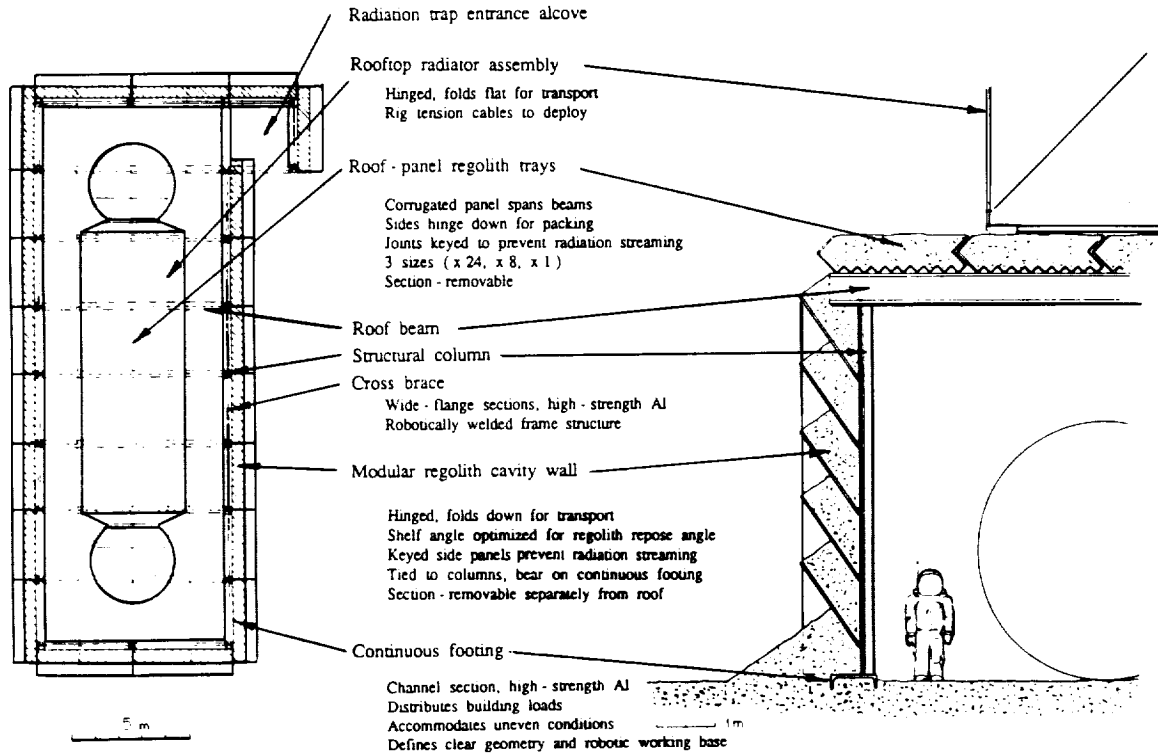 Radiation trap entrance alcove
Rooftop radiator assembly
Hinged, folds flat for transport
Rig tension cables to deploy
Roof - panel regolith trays
Corrugated panel spans beams
Sides hinge down for packing
Joints keyed to prevent radiation streaming
3 sizes ( x 24, x 8, x 1 )
Section - removable
Roof beam
Structural column
Cross brace
Wide - flange sections, high - strength Al
Robotically welded frame structure
Modular regolith cavity wall
Hinged, folds down for transport
Shelf angle optimized for regolith repose angle
Keyed side panels prevent radiation streaming
Tied to columns, bear on continuous footing
Section - removable separately from roof
Continuous footing
Channel section, high - strength Al
Distributes building loads
Accommodates uneven conditions
Defines clear geometry and robotic working base
5 m
1m